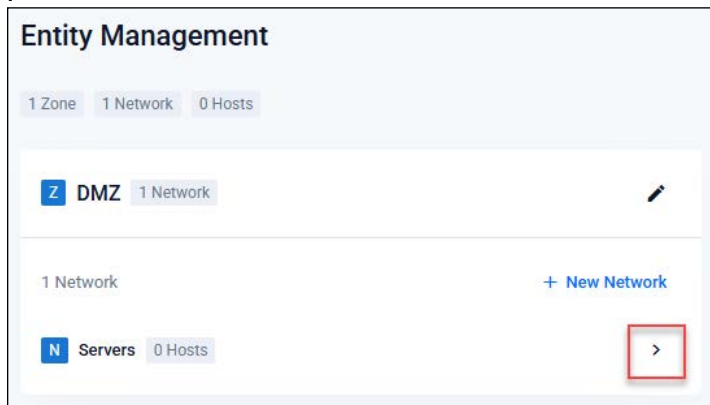 Entity Management
1 Zone 1 Network 0 Hosts
Z DMZ 1 Network
1 Network + New Network
N Servers 0 Hosts >